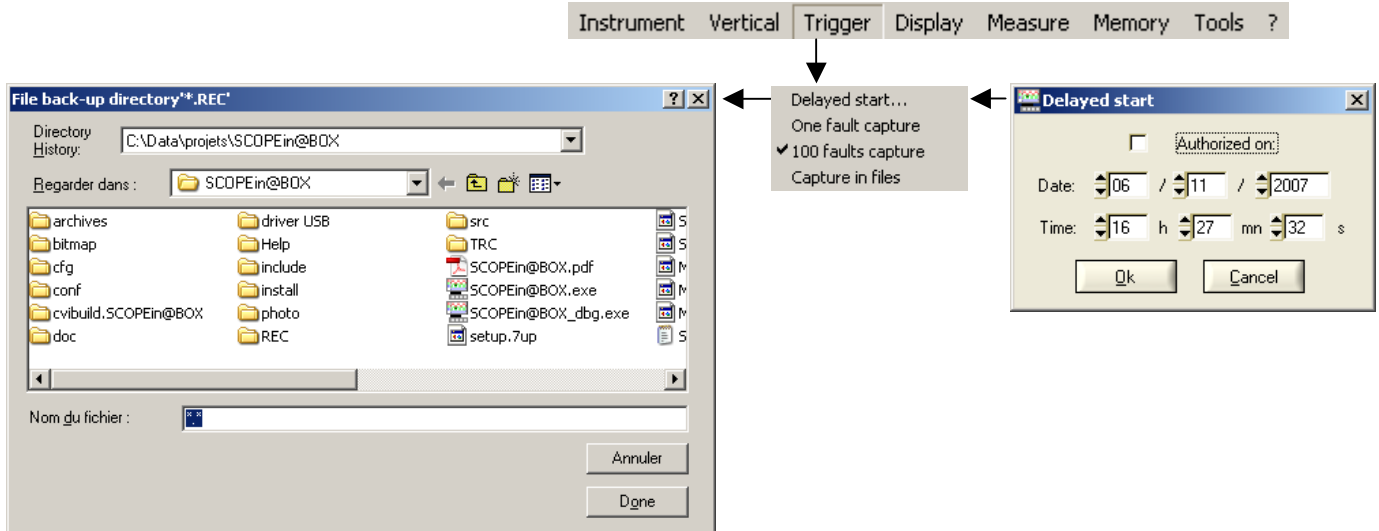 Instrument Vertical Trigger Display Measure Memory Tools ?
File back-up directory'*.REC'
Directory History: C:\Data\projets\SCOPEin@BOX
Regarder dans : SCOPEin@BOX
archives driver USB src S
bitmap Help TRC S
cfg include SCOPEin@BOX.pdf M
conf install SCOPEin@BOX.exe M
cvibuild.SCOPEin@BOX photo SCOPEin@BOX_dbg.exe M
doc REC setup.7up S
Nom du fichier : *.*
Annuler
Done
Delayed start...
One fault capture
100 faults capture
Capture in files
Delayed start
Authorized on:
Date: 06 / 11 / 2007
Time: 16 h 27 mn 32 s
Ok Cancel